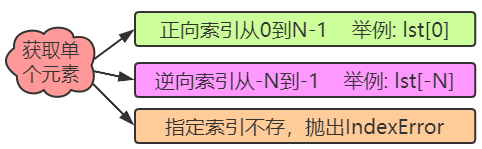 获取单
个元素
正向索引从0到N-1 举例: lst[0]
逆向索引从-N到-1 举例: lst[-N]
指定索引不存，抛出IndexError